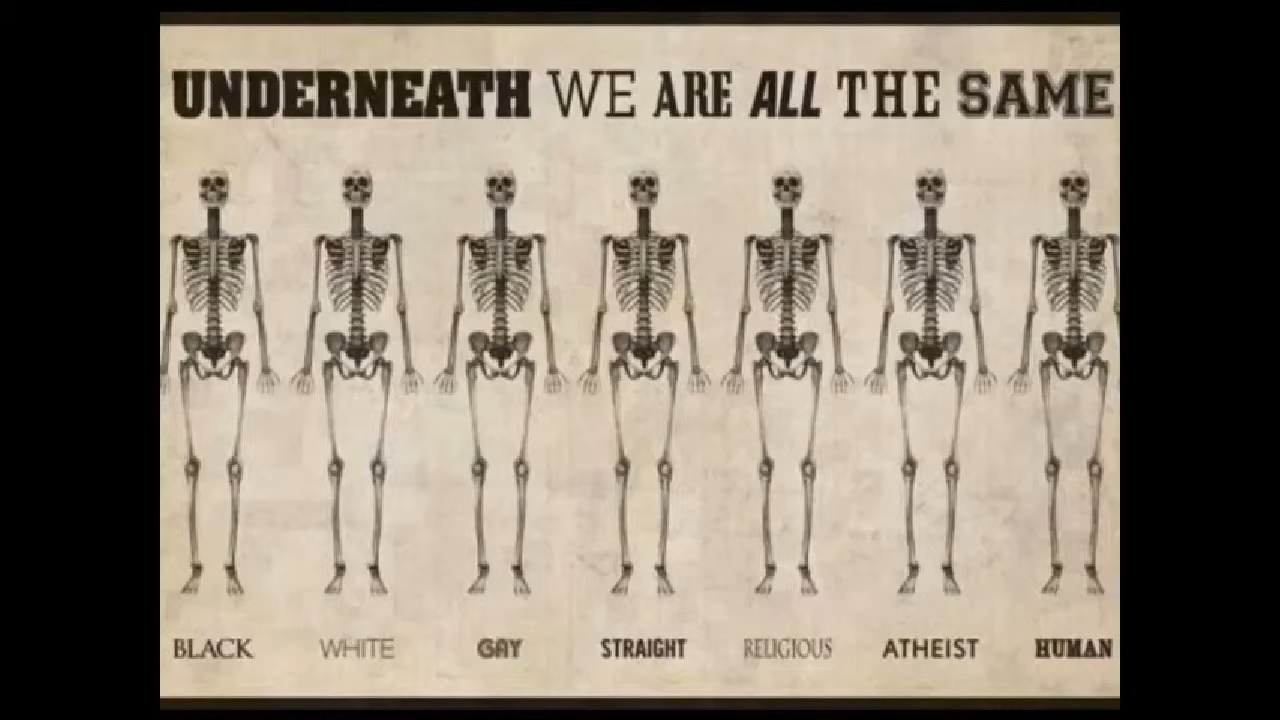 UNDERNEATH WE ARE ALL THE SAME
BLACK WHITE GAY STRAIGHT RELIGIOUS ATHEIST HUMAN